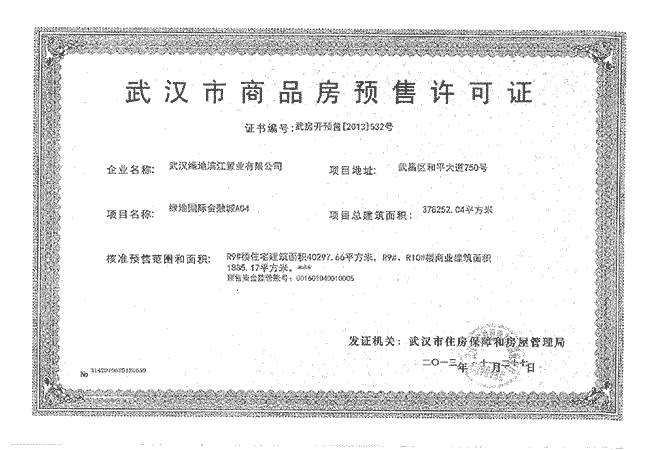 武汉市商品房预售许可证
证书编号:武房开预售[2013]532号
企业名称: 武汉绿地滨江置业有限公司 项目地址: 武昌区和平大道750号
项目名称: 绿地国际金融城A04 项目总建筑面积: 378252.04平方米
核准预售范围和面积: R9#楼住宅建筑面积40297.66平方米，R9#、R10#楼商业建筑面积
1885.17平方米。***
预售资金监管账号: 001601040010005
发证机关: 武汉市住房保障和房屋管理局
二〇一三年 十月二十七日
No